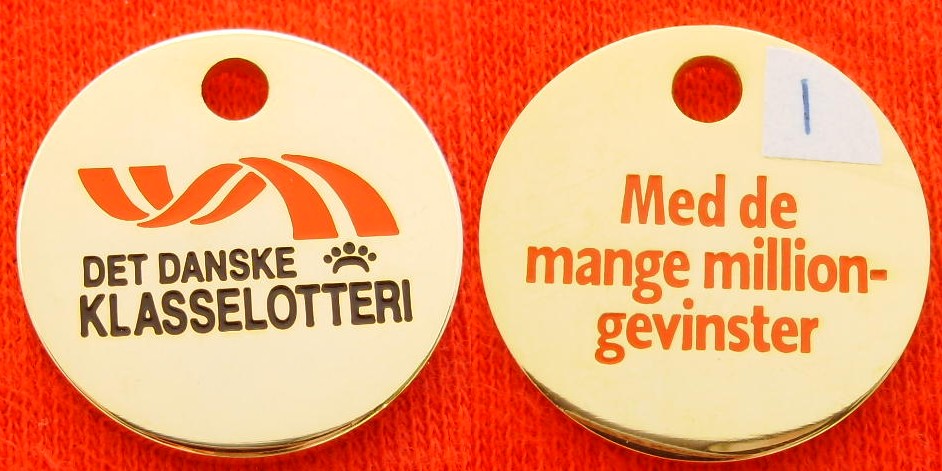 DET DANSKE
KLASSELOTTERI
Med de
mange million-
gevinster
1